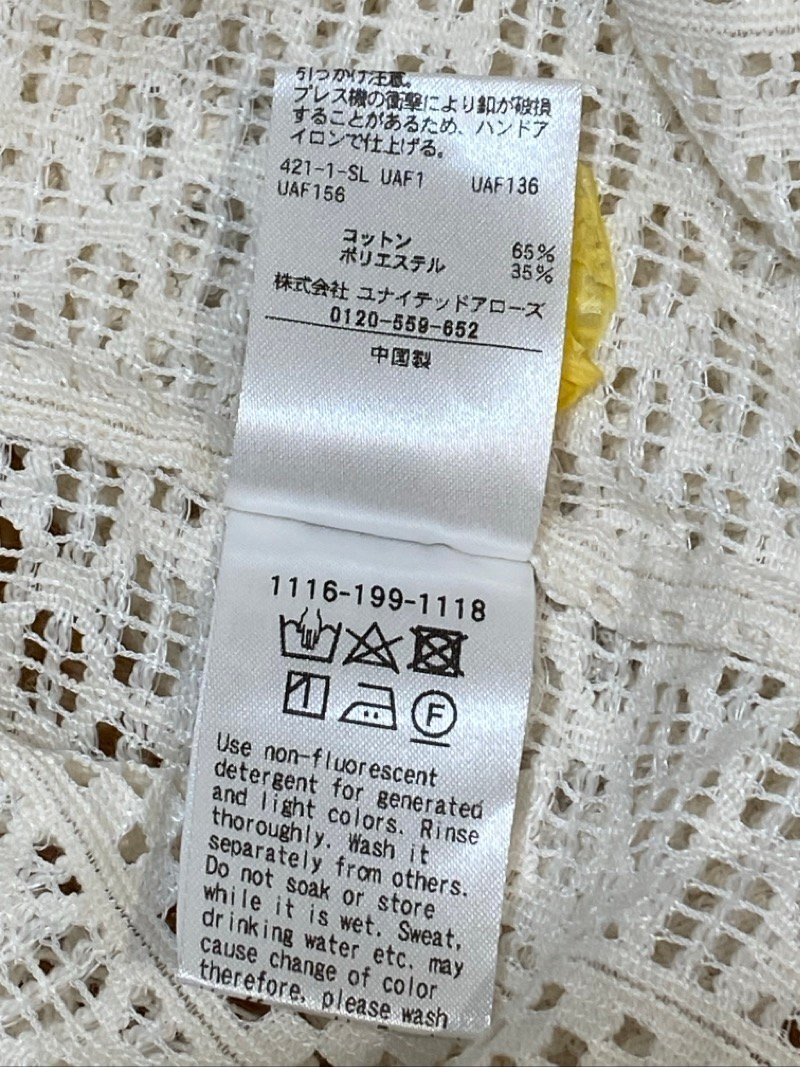 引っかけ注意。
プレス機の衝撃により釦が破損
することがあるため、ハンドア
イロンで仕上げる。
421-1-SL UAF1 UAF136
UAF156
コットン 65%
ポリエステル 35%
株式会社 ユナイテッドアローズ
0120-559-652
中国製
1116-199-1118
F
Use non-fluorescent
detergent for generated
and light colors. Rinse
thoroughly. Wash it
separately from others.
Do not soak or store
while it is wet. Sweat,
drinking water etc. may
cause change of color
therefore, please wash